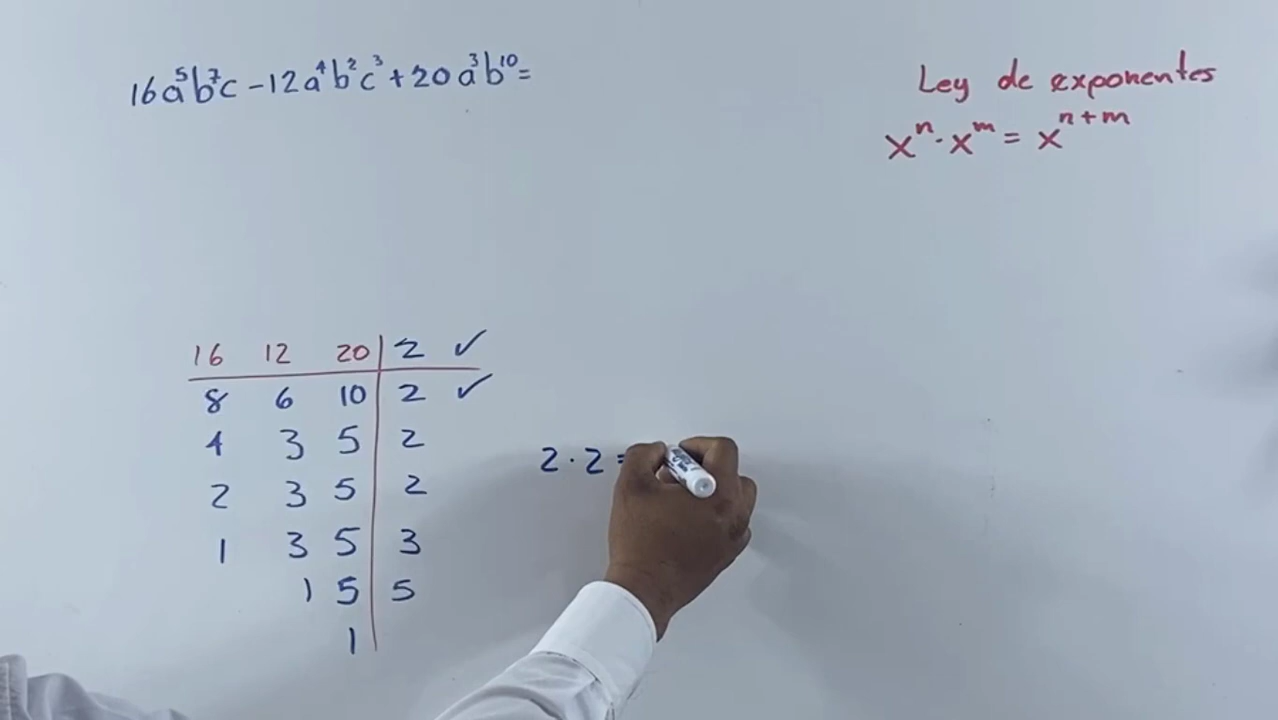 16a⁵b⁷c - 12a⁴b²c³ + 20a³b¹⁰ =
Ley de exponentes
xⁿ · xᵐ = xⁿ⁺ᵐ
16 12 20 | 2 ✓
8 6 10 | 2 ✓
4 3 5 | 2
2 3 5 | 2
1 3 5 | 3
1 5 | 5
1
2 · 2 =